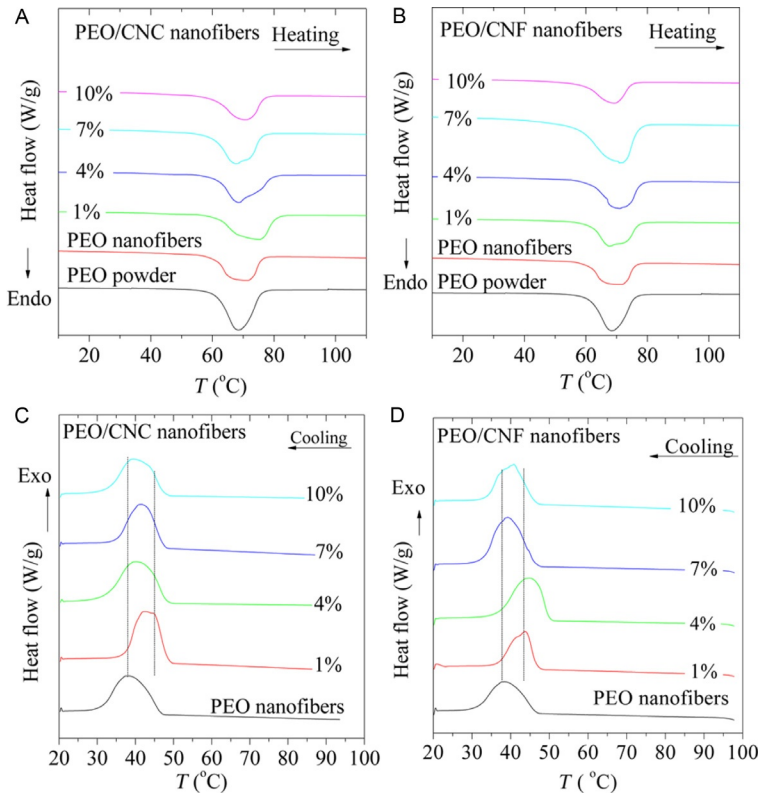 A
PEO/CNC nanofibers
Heating
10%
7%
4%
1%
PEO nanofibers
PEO powder
Heat flow (W/g)
Endo
20 40 60 80 100
T (°C)
B
PEO/CNF nanofibers
Heating
10%
7%
4%
1%
PEO nanofibers
PEO powder
Heat flow (W/g)
Endo
20 40 60 80 100
T (°C)
C
PEO/CNC nanofibers
Cooling
10%
7%
4%
1%
PEO nanofibers
Exo
Heat flow (W/g)
20 30 40 50 60 70 80 90 100
T (°C)
D
PEO/CNF nanofibers
Cooling
10%
7%
4%
1%
PEO nanofibers
Exo
Heat flow (W/g)
20 30 40 50 60 70 80 90 100
T (°C)